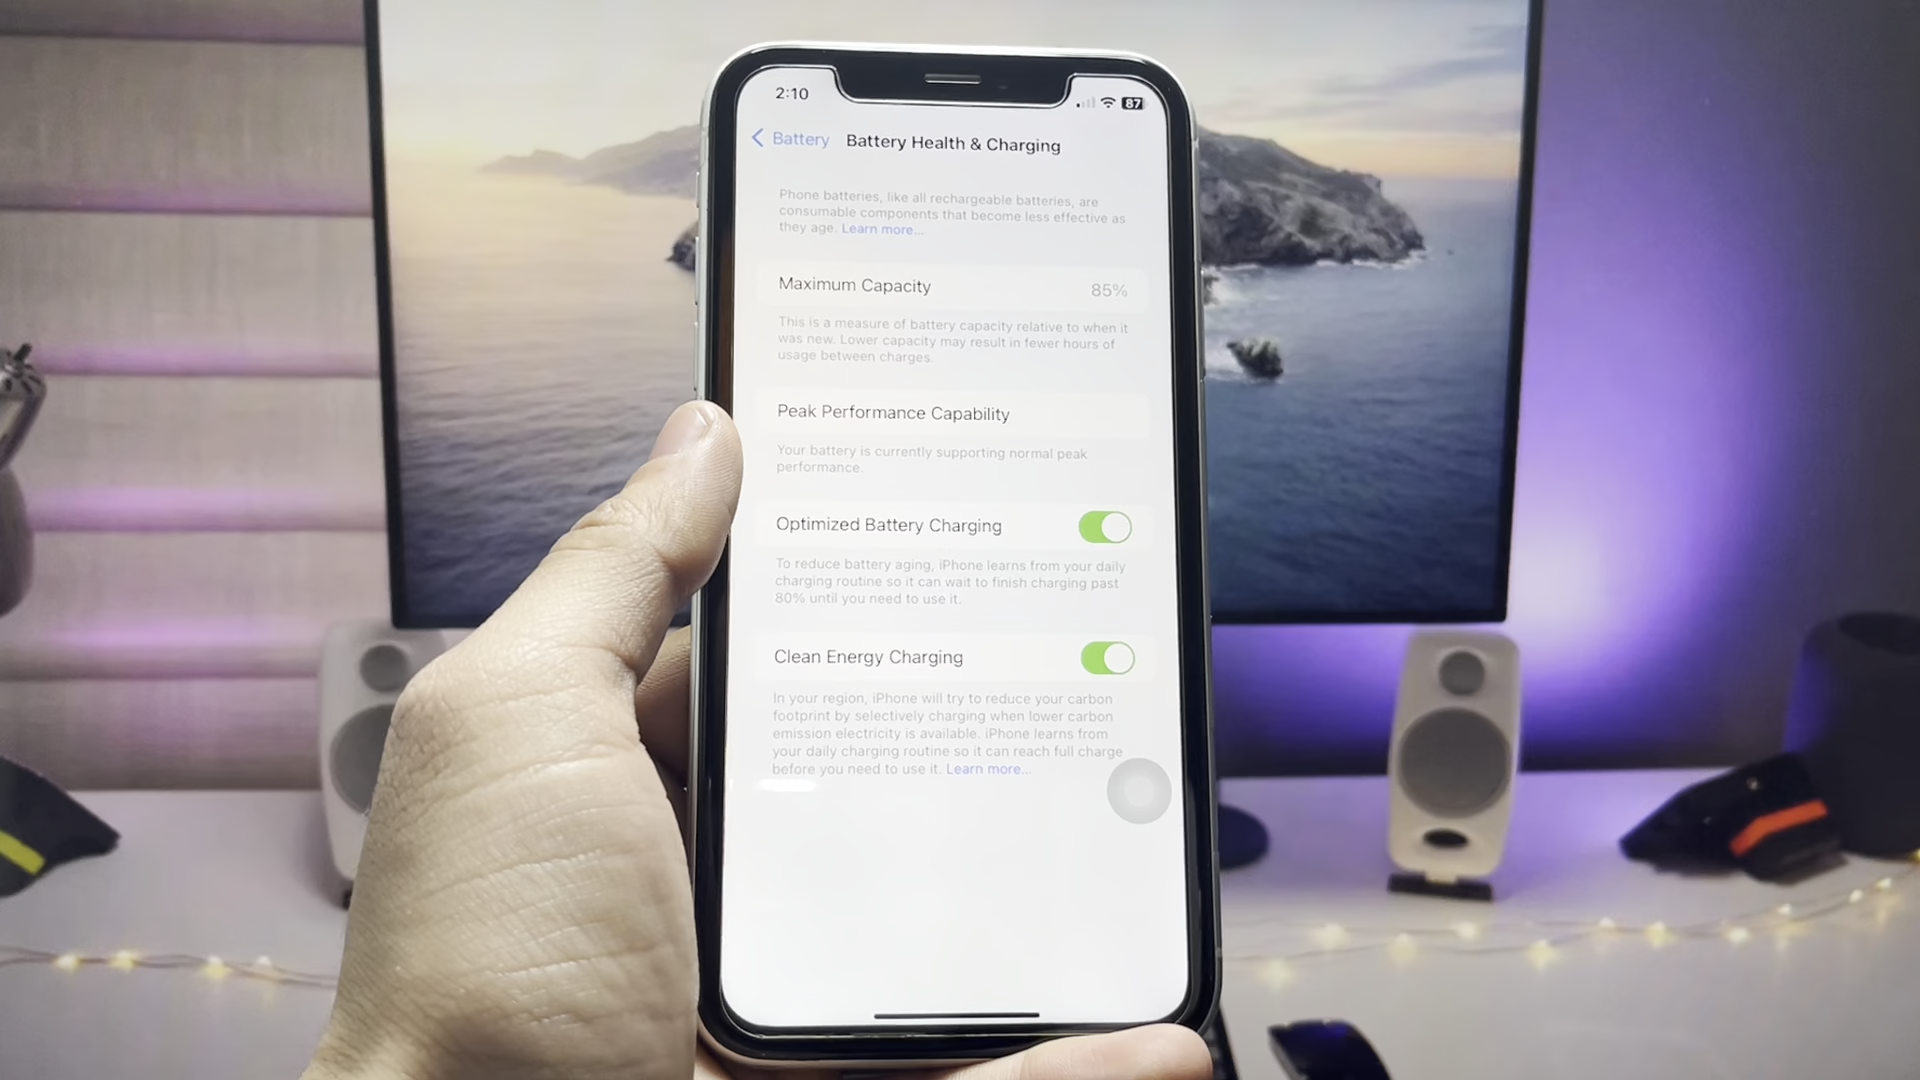 2:10
87
Battery
Battery Health & Charging
Phone batteries, like all rechargeable batteries, are
consumable components that become less effective as
they age. Learn more...
Maximum Capacity
85%
This is a measure of battery capacity relative to when it
was new. Lower capacity may result in fewer hours of
usage between charges.
Peak Performance Capability
Your battery is currently supporting normal peak
performance.
Optimized Battery Charging
To reduce battery aging, iPhone learns from your daily
charging routine so it can wait to finish charging past
80% until you need to use it.
Clean Energy Charging
In your region, iPhone will try to reduce your carbon
footprint by selectively charging when lower carbon
emission electricity is available. iPhone learns from
your daily charging routine so it can reach full charge
before you need to use it. Learn more...